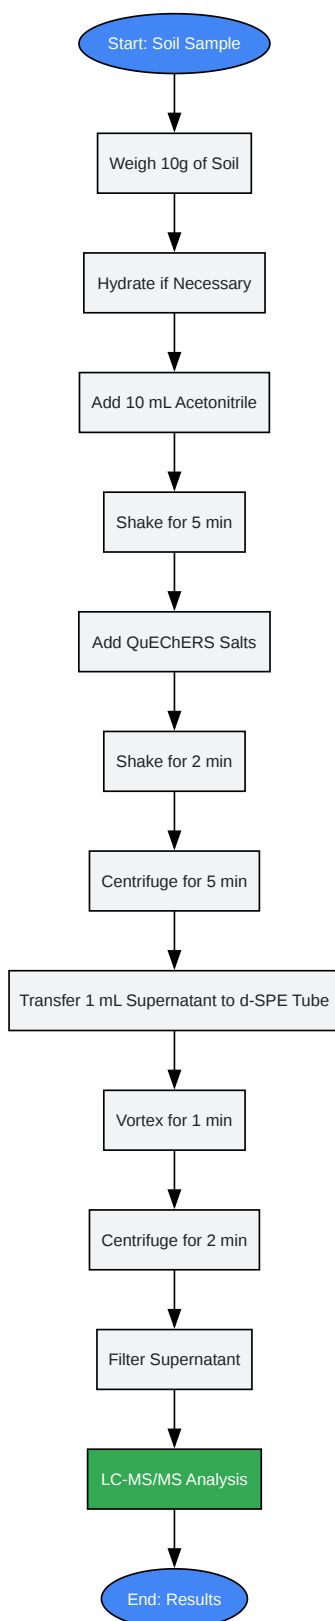 Start: Soil Sample
Weigh 10g of Soil
Hydrate if Necessary
Add 10 mL Acetonitrile
Shake for 5 min
Add QuEChERS Salts
Shake for 2 min
Centrifuge for 5 min
Transfer 1 mL Supernatant to d-SPE Tube
Vortex for 1 min
Centrifuge for 2 min
Filter Supernatant
LC-MS/MS Analysis
End: Results